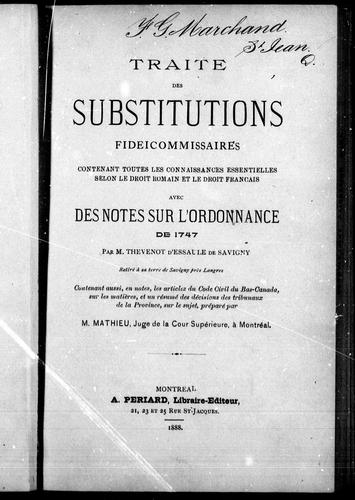 F G Marchand
St Jean
Q.
TRAITE
DES
SUBSTITUTIONS
FIDEICOMMISSAIRES
CONTENANT TOUTES LES CONNAISSANCES ESSENTIELLES
SELON LE DROIT ROMAIN ET LE DROIT FRANCAIS
AVEC
DES NOTES SUR L'ORDONNANCE
DE 1747
PAR M. THEVENOT D'ESSAULE DE SAVIGNY
Retiré à sa terre de Savigny près Langres
Contenant aussi, en notes, les articles du Code Civil du Bas-Canada,
sur les matières, et un résumé des décisions des tribunaux
de la Province, sur le sujet, préparé par
M. MATHIEU, Juge de la Cour Supérieure, à Montréal.
MONTREAL
A. PERIARD, Libraire-Editeur,
21, 23 ET 25 RUE ST-JACQUES.
1888.